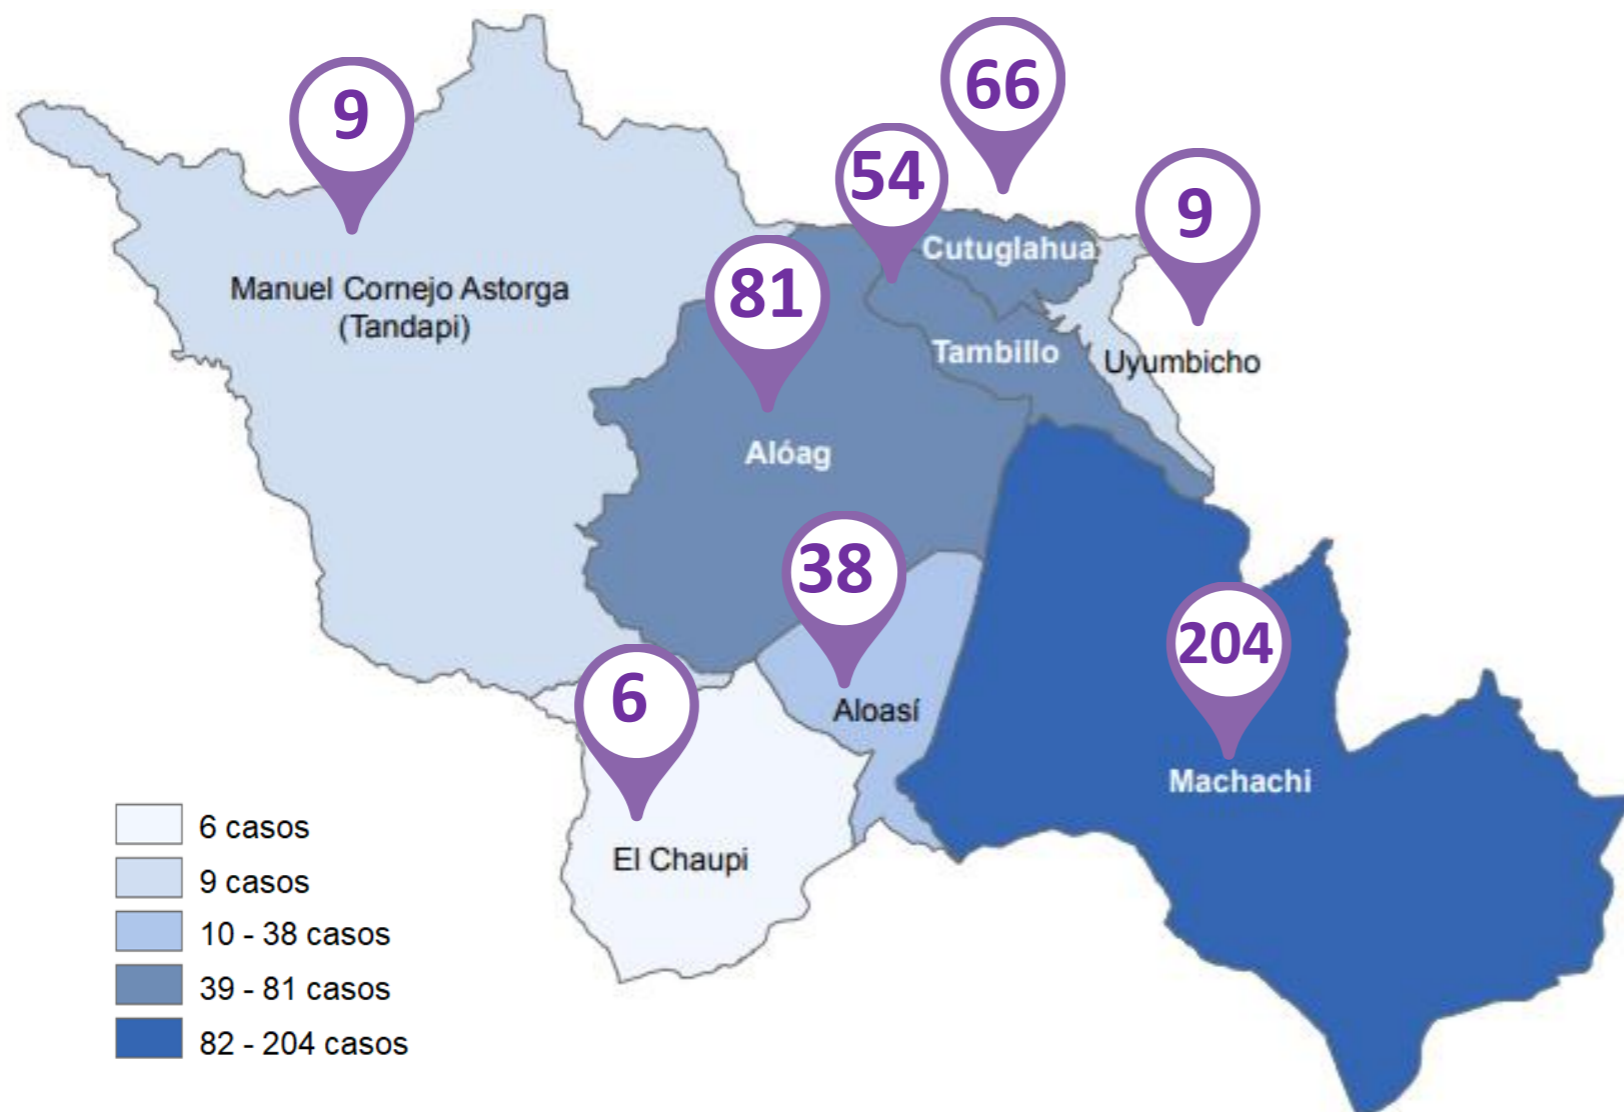 66
9
54
9
Cutuglahua
81
Manuel Cornejo Astorga
(Tandapi)
Tambillo
Uyumbicho
Alóag
38
204
6
Aloasí
Machachi
El Chaupi
6 casos
9 casos
10 - 38 casos
39 - 81 casos
82 - 204 casos